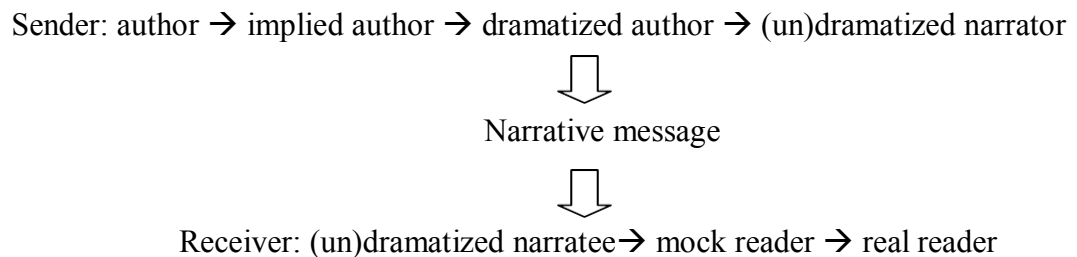 Sender: author → implied author → dramatized author → (un)dramatized narrator
Narrative message
Receiver: (un)dramatized narratee→ mock reader → real reader